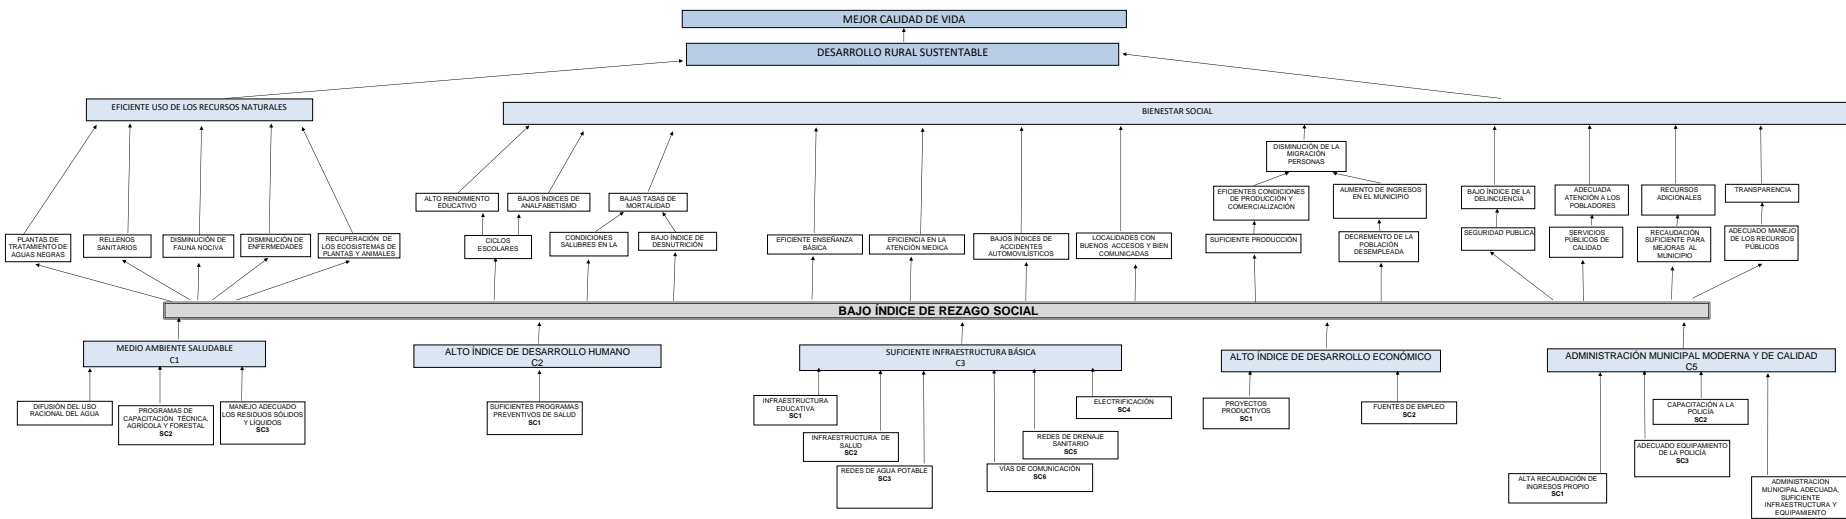 MEJOR CALIDAD DE VIDA
DESARROLLO RURAL SUSTENTABLE
EFICIENTE USO DE LOS RECURSOS NATURALES
BIENESTAR SOCIAL
DISMINUCIÓN DE LA
MIGRACIÓN
PERSONAS
ALTO RENDIMIENTO
EDUCATIVO
BAJOS ÍNDICES DE
ANALFABETISMO
BAJAS TASAS DE
MORTALIDAD
EFICIENTES CONDICIONES
DE PRODUCCIÓN Y
COMERCIALIZACIÓN
AUMENTO DE INGRESOS
EN EL MUNICIPIO
BAJO ÍNDICE DE LA
DELINCUENCIA
ADECUADA
ATENCIÓN A LOS
POBLADORES
RECURSOS
ADICIONALES
TRANSPARENCIA
PLANTAS DE
TRATAMIENTO DE
AGUAS NEGRAS
RELLENOS
SANITARIOS
DISMINUCIÓN DE
FAUNA NOCIVA
DISMINUCIÓN DE
ENFERMEDADES
RECUPERACIÓN DE
LOS ECOSISTEMAS DE
PLANTAS Y ANIMALES
CICLOS
ESCOLARES
CONDICIONES
SALUBRES EN LA
BAJO ÍNDICE DE
DESNUTRICIÓN
EFICIENTE ENSEÑANZA
BÁSICA
EFICIENCIA EN LA
ATENCIÓN MEDICA
BAJOS ÍNDICES DE
ACCIDENTES
AUTOMOVILÍSTICOS
LOCALIDADES CON
BUENOS ACCESOS Y BIEN
COMUNICADAS
SUFICIENTE PRODUCCIÓN
DECREMENTO DE LA
POBLACIÓN
DESEMPLEADA
SEGURIDAD PÚBLICA
SERVICIOS
PÚBLICOS DE
CALIDAD
RECAUDACIÓN
SUFICIENTE PARA
MEJORAS AL
MUNICIPIO
ADECUADO MANEJO
DE LOS RECURSOS
PÚBLICOS
BAJO ÍNDICE DE REZAGO SOCIAL
MEDIO AMBIENTE SALUDABLE
C1
ALTO ÍNDICE DE DESARROLLO HUMANO
C2
SUFICIENTE INFRAESTRUCTURA BÁSICA
C3
ALTO ÍNDICE DE DESARROLLO ECONÓMICO
ADMINISTRACIÓN MUNICIPAL MODERNA Y DE CALIDAD
C5
DIFUSIÓN DEL USO
RACIONAL DEL AGUA
PROGRAMAS DE
CAPACITACIÓN TÉCNICA,
AGRÍCOLA Y FORESTAL
SC2
MANEJO ADECUADO
LOS RESIDUOS SÓLIDOS
Y LÍQUIDOS
SC3
SUFICIENTES PROGRAMAS
PREVENTIVOS DE SALUD
SC1
INFRAESTRUCTURA
EDUCATIVA
SC1
INFRAESTRUCTURA DE
SALUD
SC2
REDES DE AGUA POTABLE
SC3
VÍAS DE COMUNICACIÓN
SC6
REDES DE DRENAJE
SANITARIO
SC5
ELECTRIFICACIÓN
SC4
PROYECTOS
PRODUCTIVOS
SC1
FUENTES DE EMPLEO
SC2
ALTA RECAUDACIÓN DE
INGRESOS PROPIO
SC1
ADECUADO EQUIPAMIENTO
DE LA POLICÍA
SC3
CAPACITACIÓN A LA
POLICÍA
SC2
ADMINISTRACION
MUNICIPAL ADECUADA,
SUFICIENTE
INFRAESTRUCTURA Y
EQUIPAMIENTO